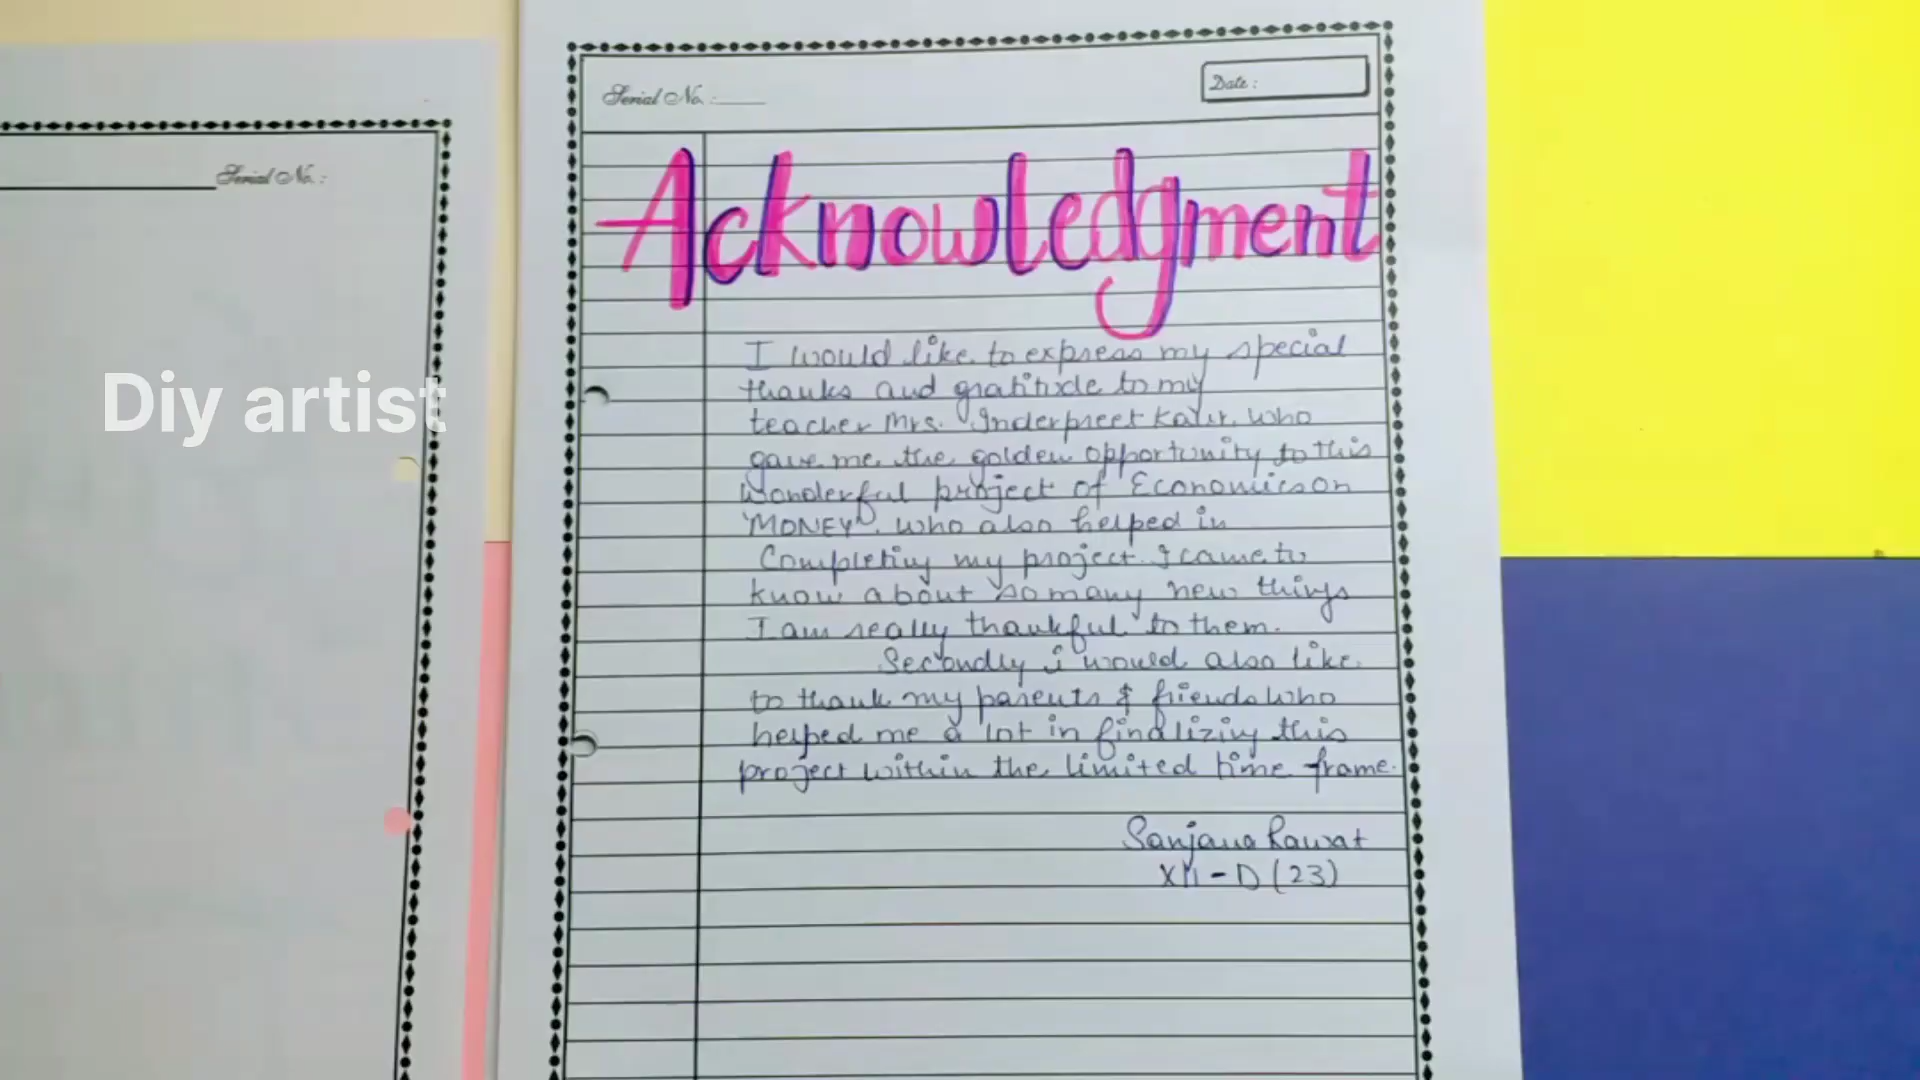 Serial No. :
Date :
Acknowledgment
Serial No. :
Diy artist
I would like to express my special
thanks and gratitude to my
teacher Mrs. Inderpreet Kaur. who
gave me the golden opportunity to this
wonderful project of Economics on
"MONEY". who also helped in
Completing my project. I came to
know about so many new things
I am really thankful to them.
Secondly i would also like
to thank my parents & friends who
helped me a lot in finalizing this
project within the limited time frame.
Sanjana Rawat
XII - D (23)